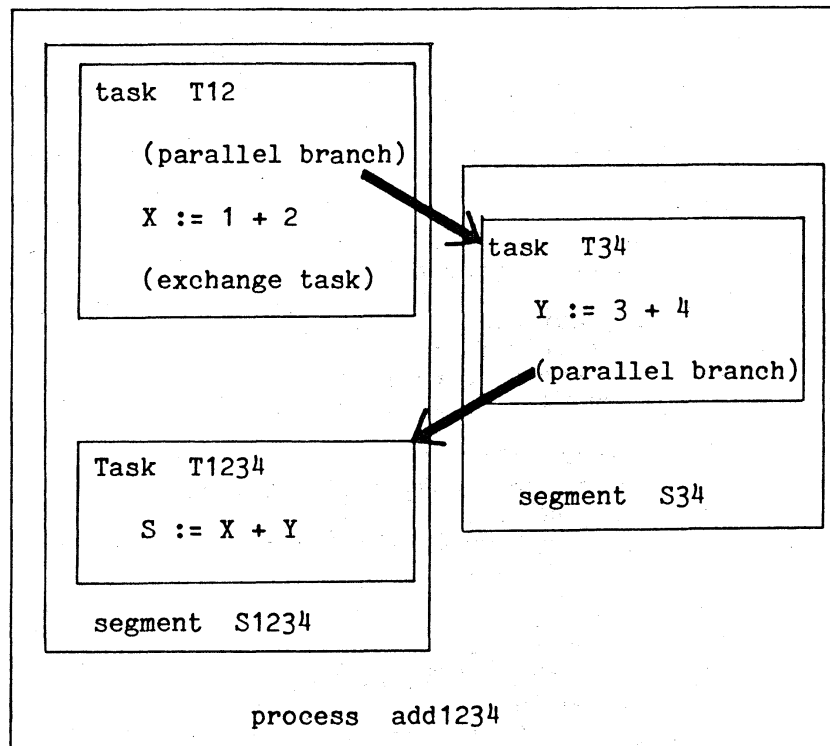 task T12
(parallel branch)
X := 1 + 2
(exchange task)
task T34
Y := 3 + 4
(parallel branch)
segment S34
Task T1234
S := X + Y
segment S1234
process add1234